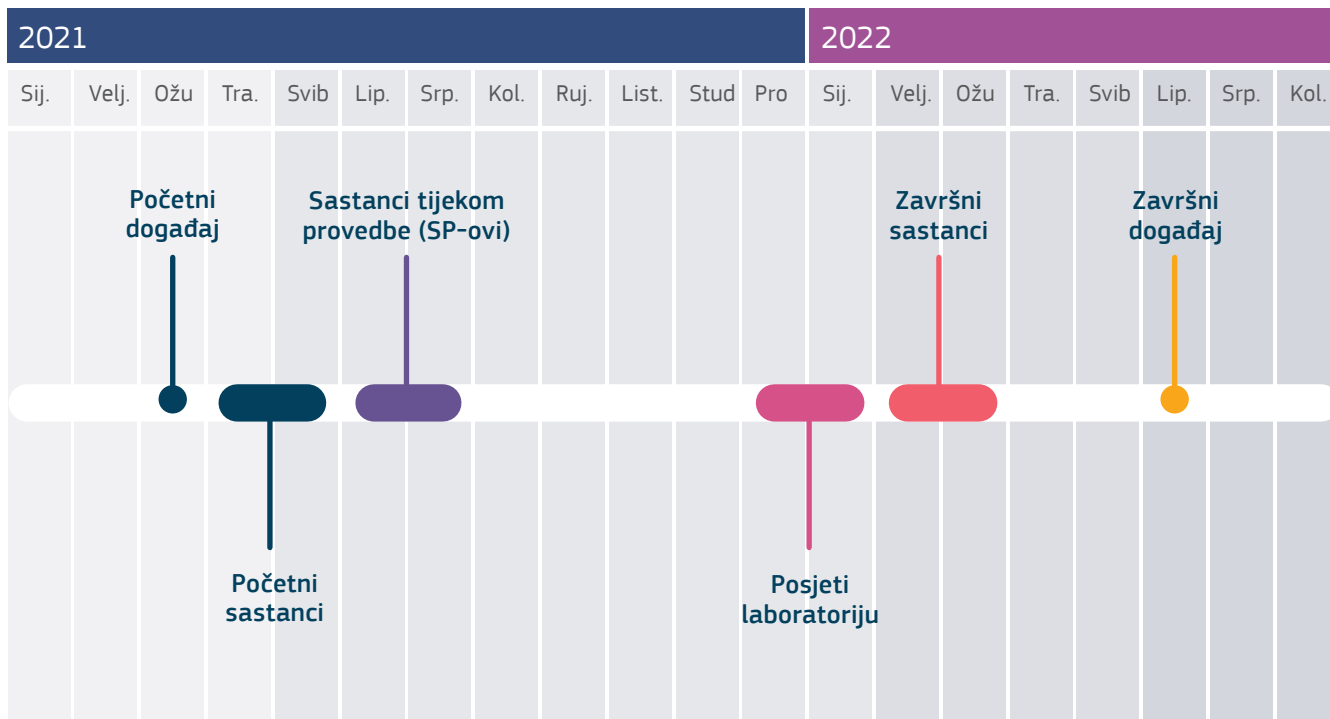 2021 2022
Sij. Velj. Ožu Tra. Svib Lip. Srp. Kol. Ruj. List. Stud Pro Sij. Velj. Ožu Tra. Svib Lip. Srp. Kol.
Početni
događaj
Sastanci tijekom
provedbe (SP-ovi)
Završni
sastanci
Završni
događaj
Početni
sastanci
Posjeti
laboratoriju